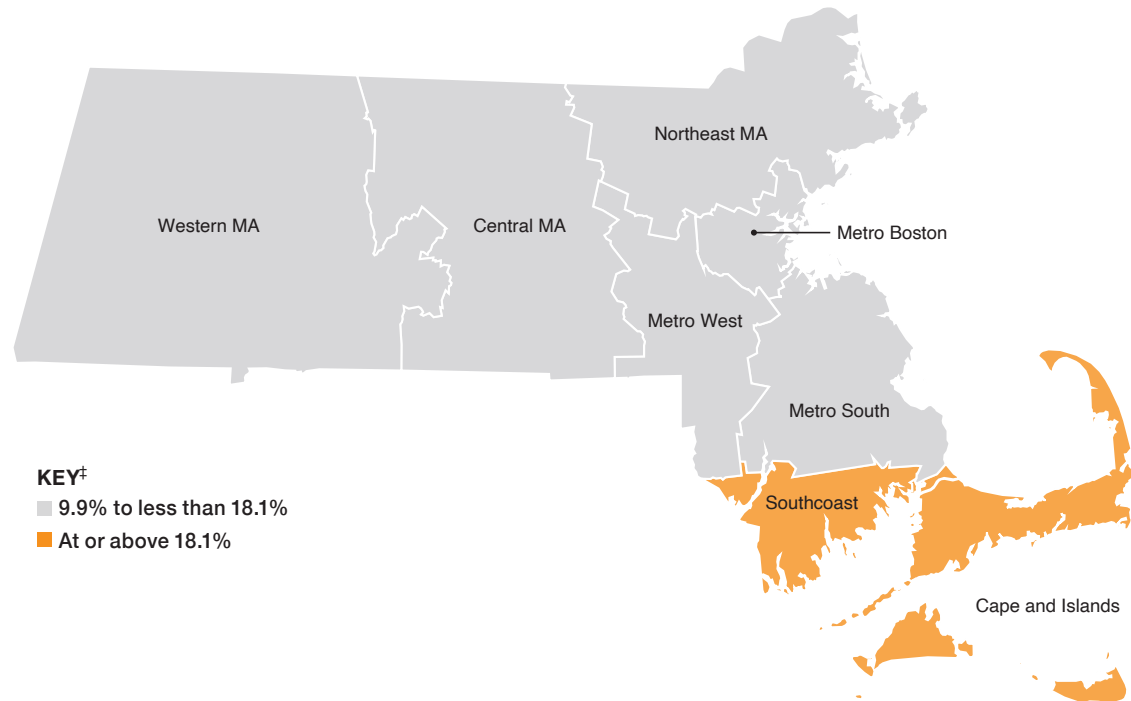 Northeast MA
Western MA
Central MA
Metro Boston
Metro West
Metro South
KEY‡
9.9% to less than 18.1%
At or above 18.1%
Southcoast
Cape and Islands